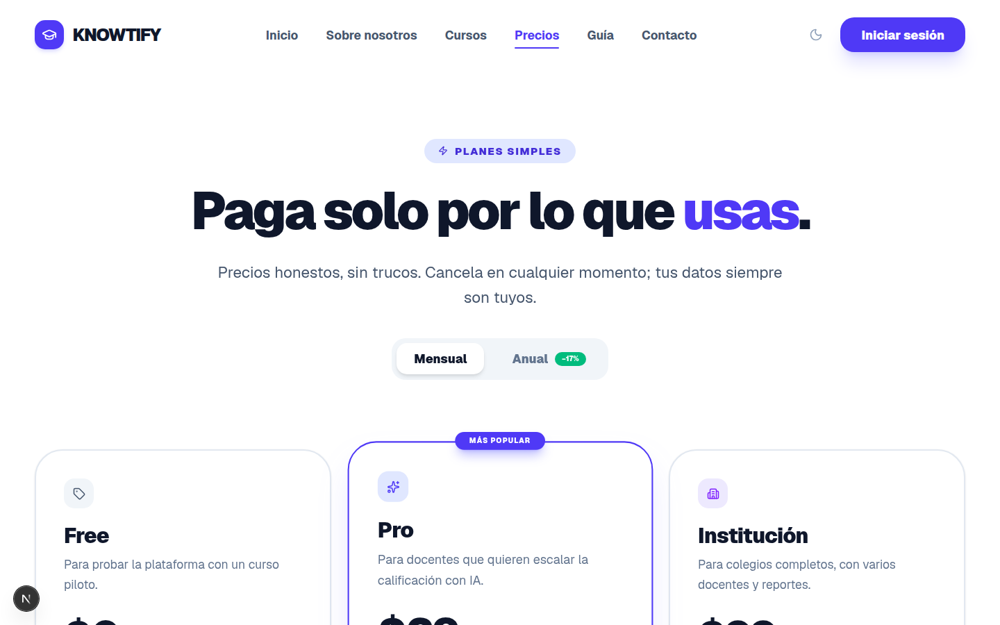 KNOWTIFY
Inicio
Sobre nosotros
Cursos
Precios
Guía
Contacto
Iniciar sesión
PLANES SIMPLES
Paga solo por lo que usas.
Precios honestos, sin trucos. Cancela en cualquier momento; tus datos siempre
son tuyos.
Mensual
Anual
−17%
Free
Para probar la plataforma con un curso
piloto.
MÁS POPULAR
Pro
Para docentes que quieren escalar la
calificación con IA.
Institución
Para colegios completos, con varios
docentes y reportes.
N